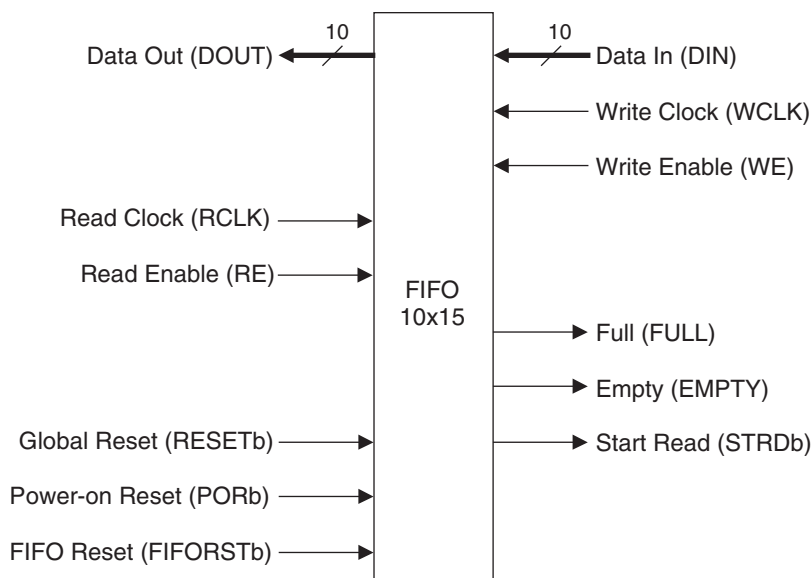 10
10
Data Out (DOUT)
Data In (DIN)
Write Clock (WCLK)
Write Enable (WE)
Read Clock (RCLK)
Read Enable (RE)
FIFO
10x15
Full (FULL)
Empty (EMPTY)
Global Reset (RESETb)
Start Read (STRDb)
Power-on Reset (PORb)
FIFO Reset (FIFORSTb)